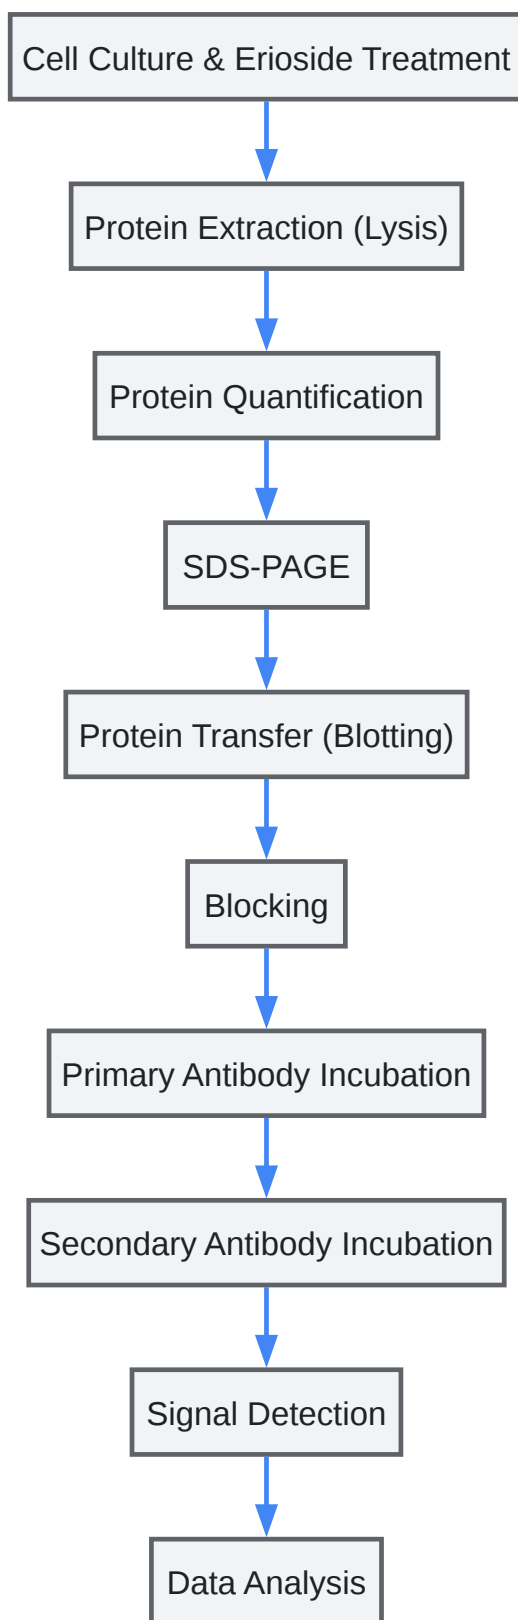 Cell Culture & Erioside Treatment
Protein Extraction (Lysis)
Protein Quantification
SDS-PAGE
Protein Transfer (Blotting)
Blocking
Primary Antibody Incubation
Secondary Antibody Incubation
Signal Detection
Data Analysis